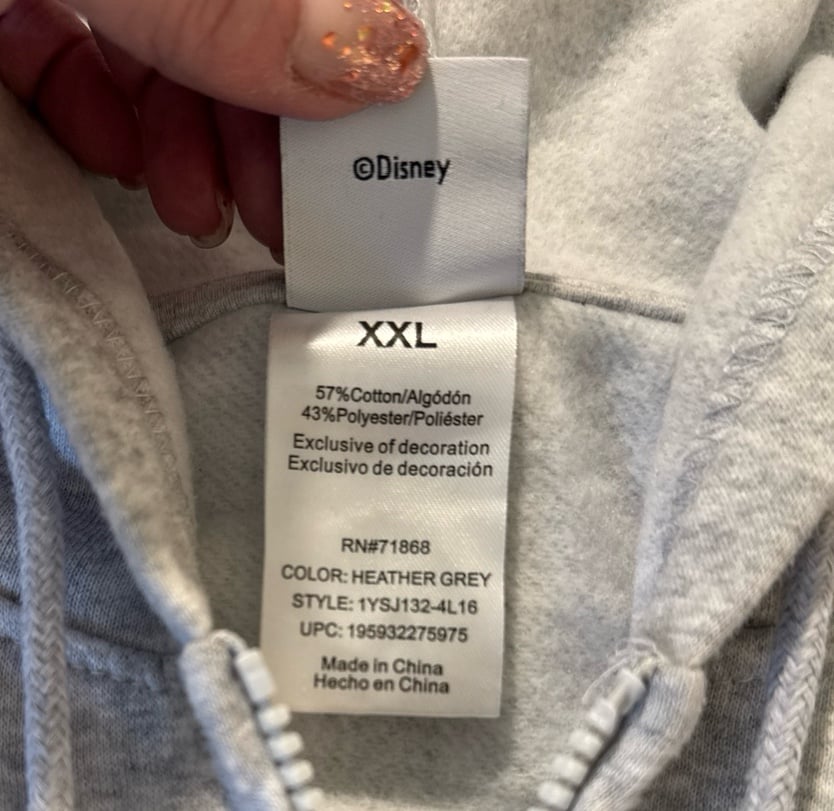 ©Disney
XXL
57%Cotton/Algódón
43%Polyester/Poliéster
Exclusive of decoration
Exclusivo de decoración
RN#71868
COLOR: HEATHER GREY
STYLE: 1YSJ132-4L16
UPC: 195932275975
Made in China
Hecho en China